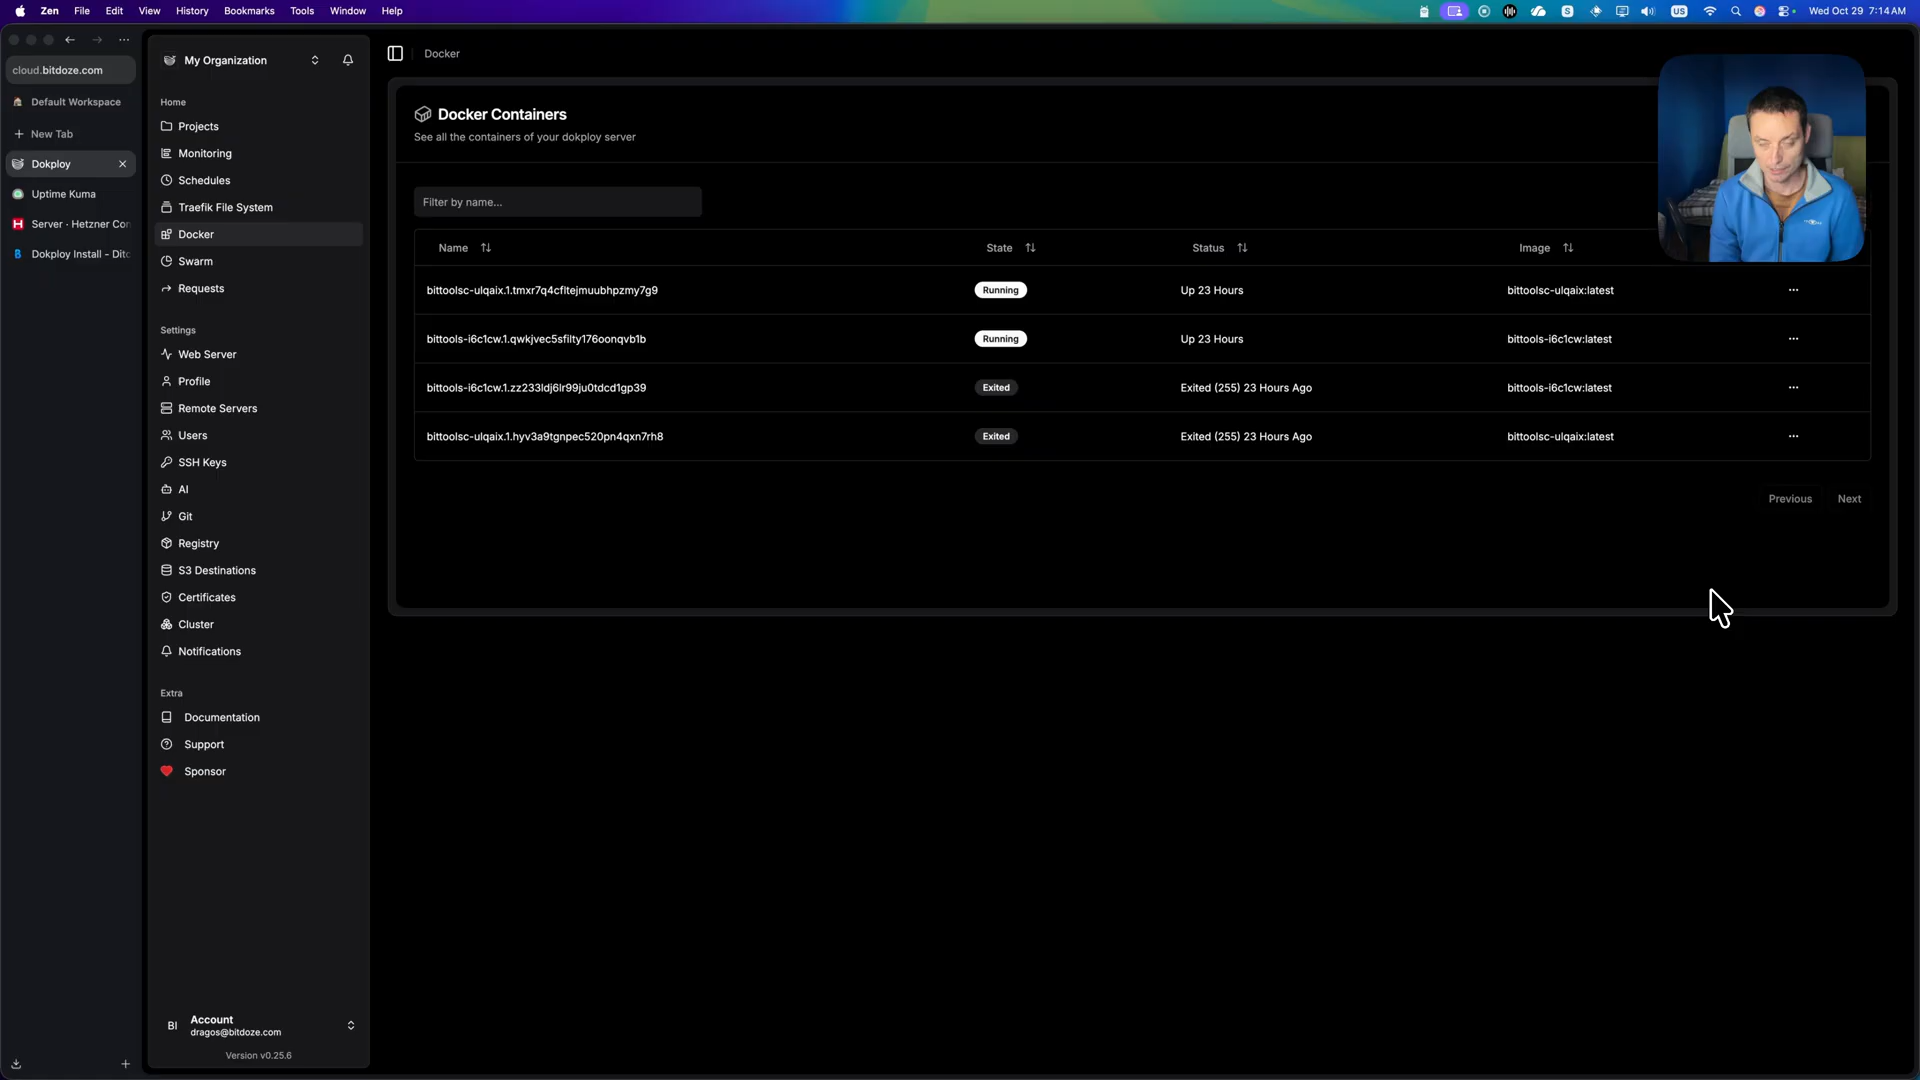 Zen File Edit View History Bookmarks Tools Window Help
US
Wed Oct 29 7:14 AM
cloud.bitdoze.com
Default Workspace
New Tab
Dokploy
Uptime Kuma
Server · Hetzner Con
Dokploy Install - Ditc
My Organization
Home
Projects
Monitoring
Schedules
Traefik File System
Docker
Swarm
Requests
Settings
Web Server
Profile
Remote Servers
Users
SSH Keys
AI
Git
Registry
S3 Destinations
Certificates
Cluster
Notifications
Extra
Documentation
Support
Sponsor
BI
Account
dragos@bitdoze.com
Version v0.25.6
Docker
Docker Containers
See all the containers of your dokploy server
Filter by name...
Name State Status Image
bittoolsc-ulqaix.1.tmxr7q4cfltejmuubhpzmy7g9 Running Up 23 Hours bittoolsc-ulqaix:latest
bittools-i6c1cw.1.qwkjvec5sfilty176oonqvb1b Running Up 23 Hours bittools-i6c1cw:latest
bittools-i6c1cw.1.zz233ldj6lr99ju0tdcd1gp39 Exited Exited (255) 23 Hours Ago bittools-i6c1cw:latest
bittoolsc-ulqaix.1.hyv3a9tgnpec520pn4qxn7rh8 Exited Exited (255) 23 Hours Ago bittoolsc-ulqaix:latest
Previous Next